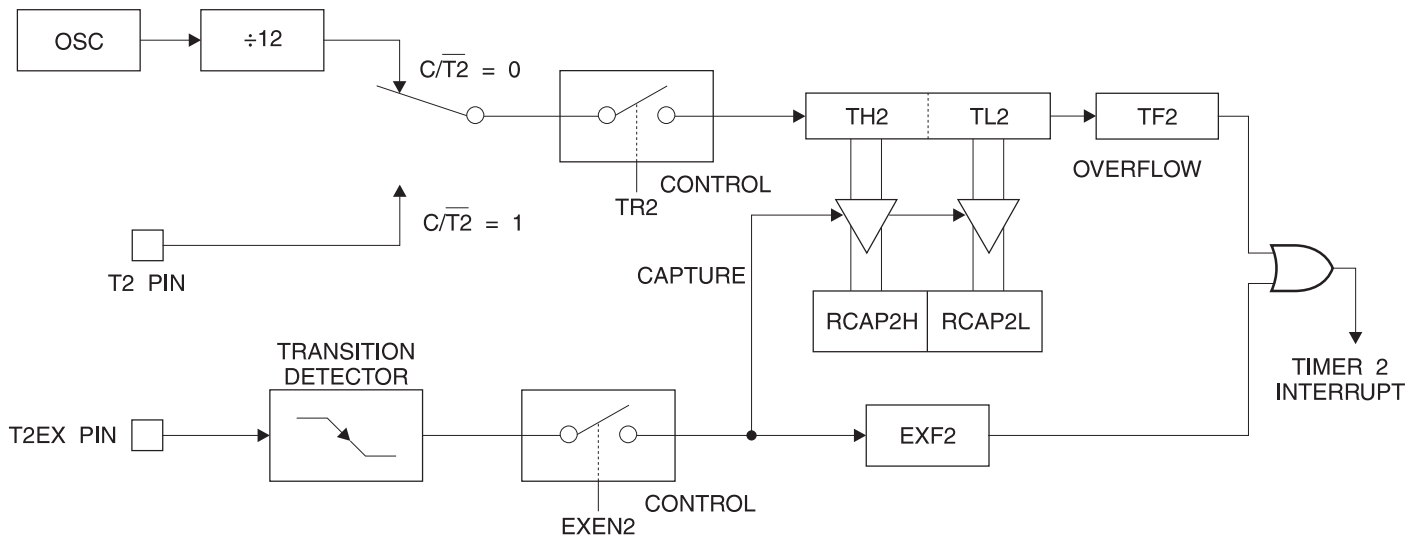 OSC
÷12
C/T2̅ = 0
TH2
TL2
TF2
OVERFLOW
CONTROL
TR2
C/T2̅ = 1
T2 PIN
CAPTURE
RCAP2H
RCAP2L
TRANSITION
DETECTOR
TIMER 2
INTERRUPT
T2EX PIN
EXF2
CONTROL
EXEN2